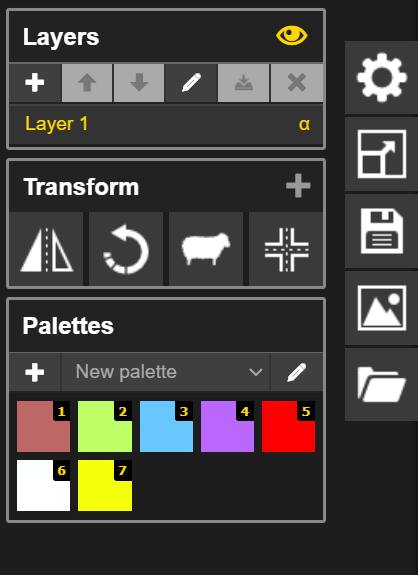 Layers
Layer 1 α
Transform
Palettes
New palette
1 2 3 4 5
6 7